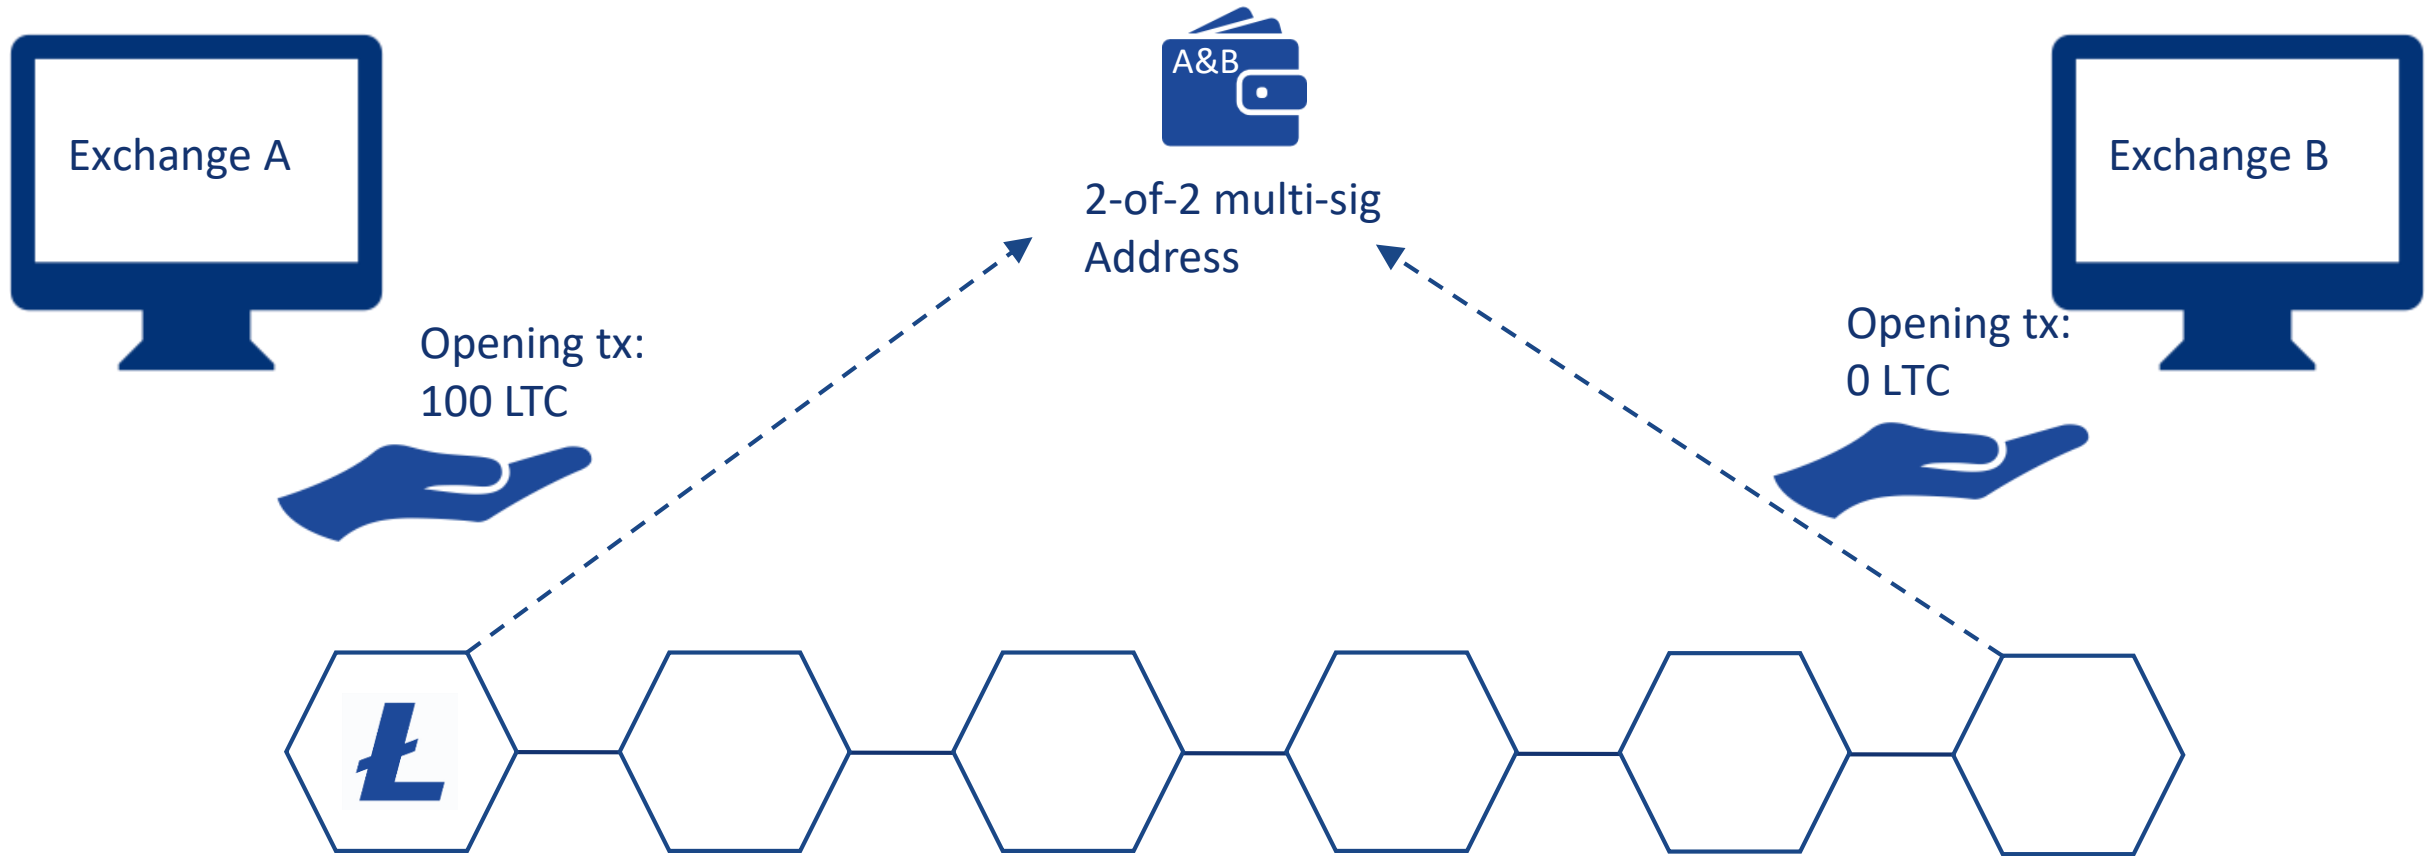 A&B
Exchange A
Exchange B
2-of-2 multi-sig
Address
Opening tx:
100 LTC
Opening tx:
0 LTC
Ł